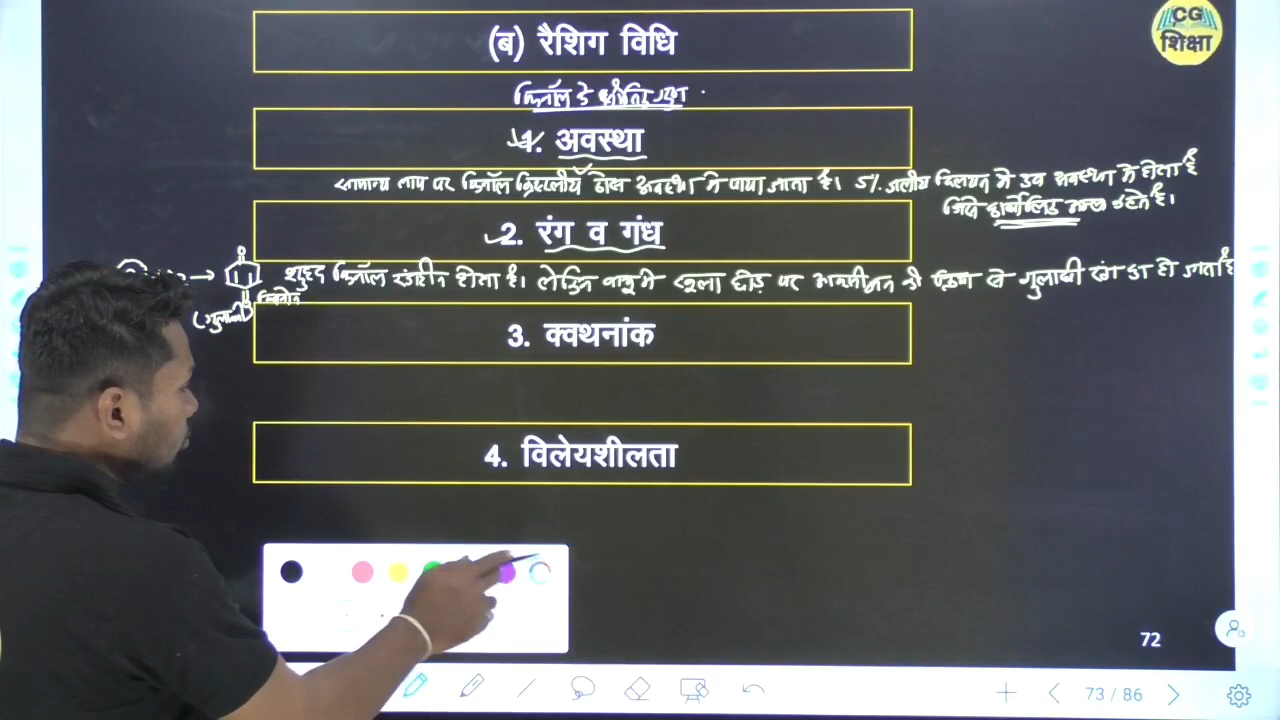 (ब) रैशिग विधि
CG
शिक्षा
फिनॉल के भौतिक गुण
1. अवस्था
सामान्य ताप पर फिनॉल क्रिस्टलीय ठोस अवस्था में पाया जाता है। 5% जलीय विलयन में द्रव अवस्था में होता है
जिसे कार्बोलिक अम्ल कहते है।
2. रंग व गंध
शुद्ध फिनॉल रंगहीन होता है। लेकिन वायु में खुला छोड़ पर आक्सीजन से गुलाबी रंग का हो जाता है
(गुलाबी)
3. क्वथनांक
4. विलेयशीलता
72
73 / 86